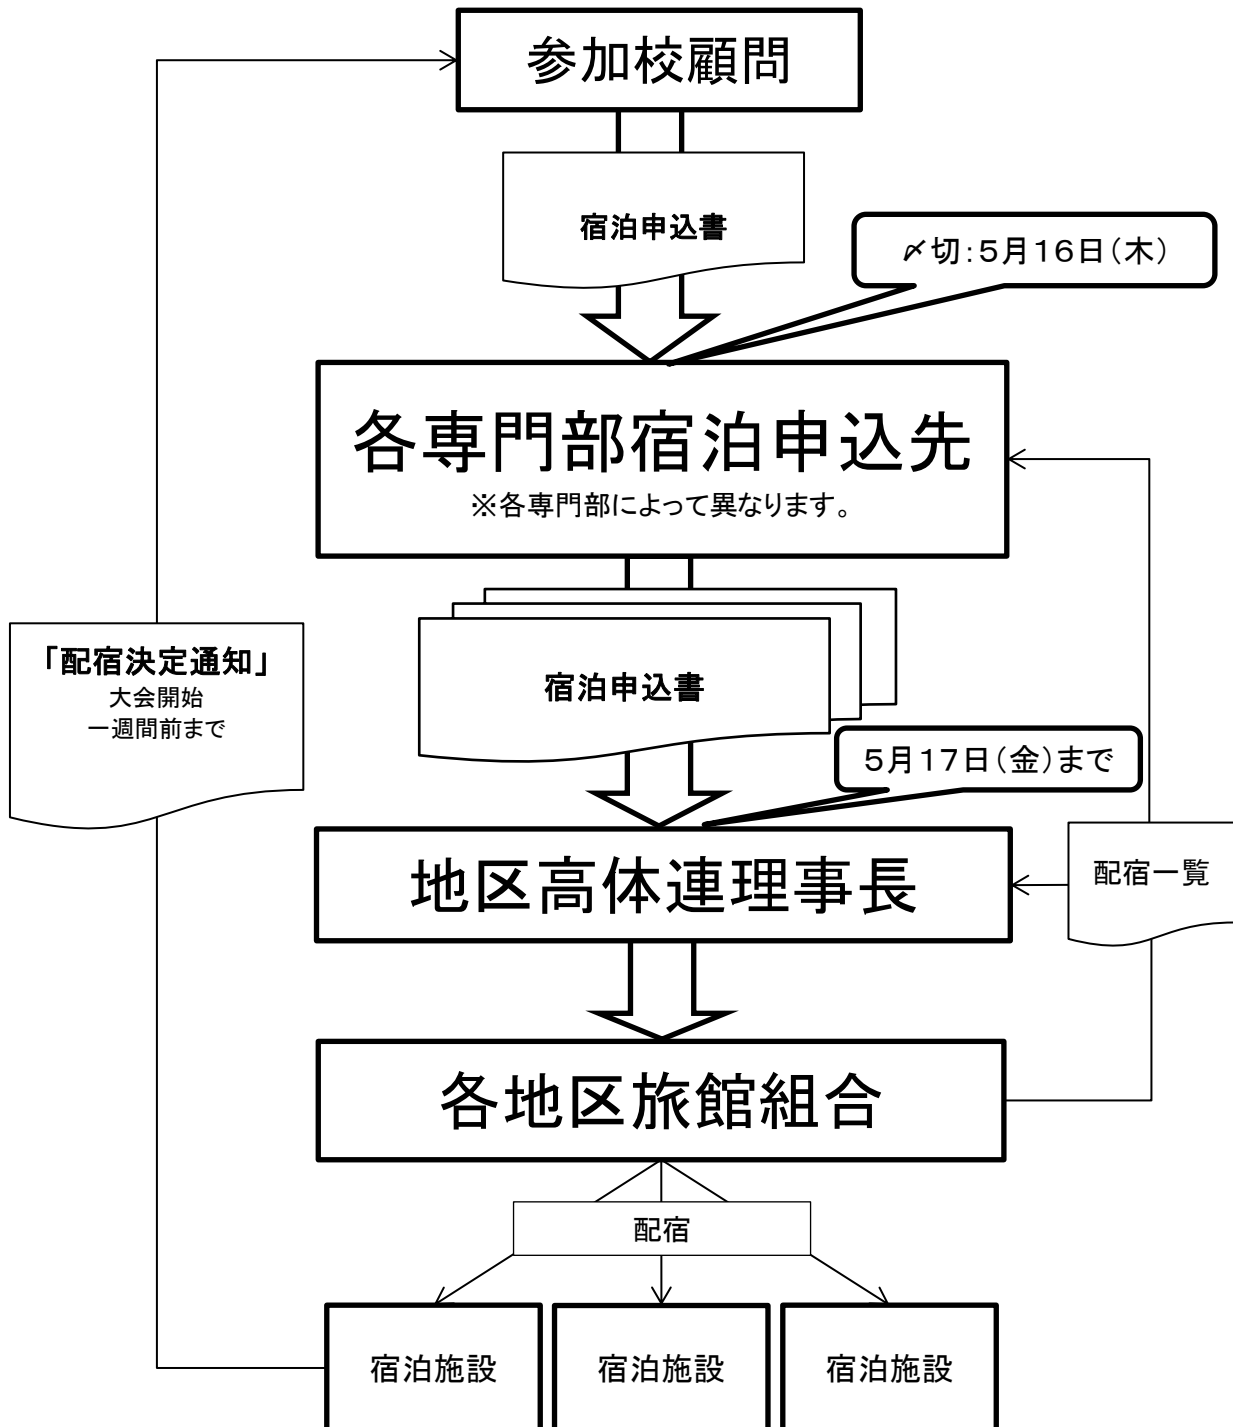 参加校顧問
宿泊申込書
〆切：５月１６日（木）
各専門部宿泊申込先
※各専門部によって異なります。
「配宿決定通知」
大会開始
一週間前まで
宿泊申込書
５月１７日（金）まで
地区高体連理事長
配宿一覧
各地区旅館組合
配宿
宿泊施設
宿泊施設
宿泊施設